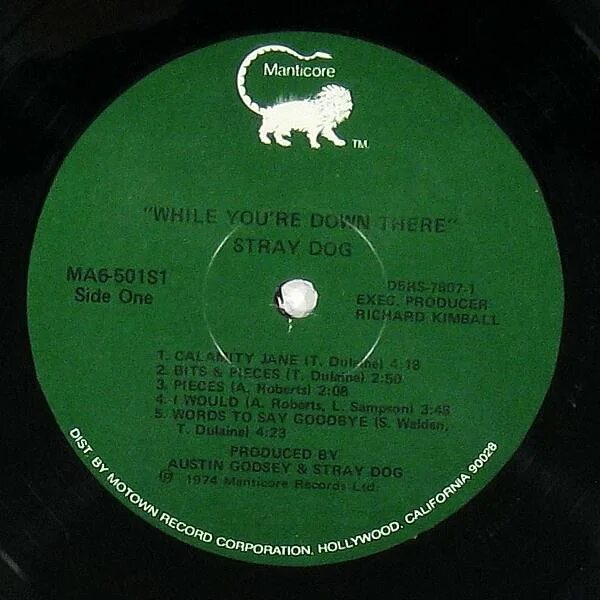 Manticore
TM
"WHILE YOU'RE DOWN THERE"
STRAY DOG
MA6-501S1
Side One
EXEC. PRODUCER
RICHARD KIMBALL
1. CALAMITY JANE (T. Dulaine) 4:18
2. BITS & PIECES (T. Dulaine) 2:50
3. PIECES (A. Roberts) 2:08
4. I WOULD (A. Roberts, L. Sampson) 3:48
5. WORDS TO SAY GOODBYE (S. Walden,
T. Dulaine) 4:23
PRODUCED BY
AUSTIN GODSEY & STRAY DOG
℗ 1974 Manticore Records Ltd.
DIST. BY MOTOWN RECORD CORPORATION, HOLLYWOOD, CALIFORNIA 90028